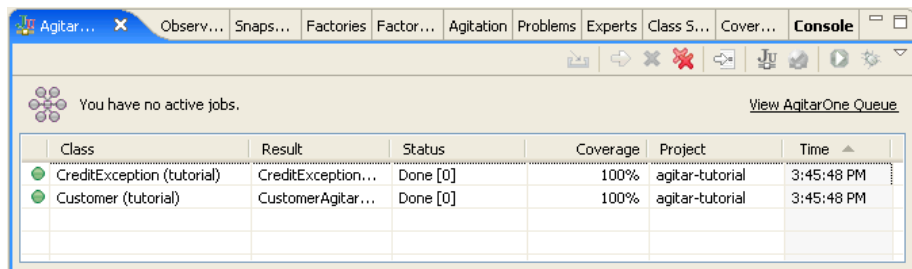 Agitar... Observ... Snaps... Factories Factor... Agitation Problems Experts Class S... Cover... Console
You have no active jobs. View AgitarOne Queue
Class Result Status Coverage Project Time
CreditException (tutorial) CreditException... Done [0] 100% agitar-tutorial 3:45:48 PM
Customer (tutorial) CustomerAgitar... Done [0] 100% agitar-tutorial 3:45:48 PM